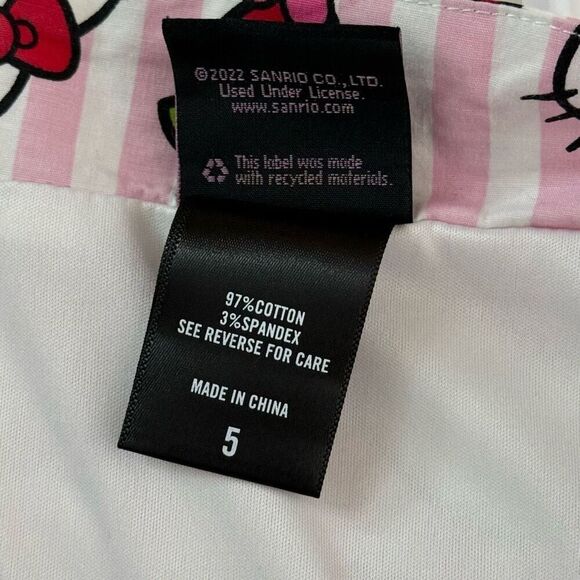 ©2022 SANRIO CO., LTD.
Used Under License.
www.sanrio.com
This label was made
with recycled materials.
97%COTTON
3%SPANDEX
SEE REVERSE FOR CARE
MADE IN CHINA
5